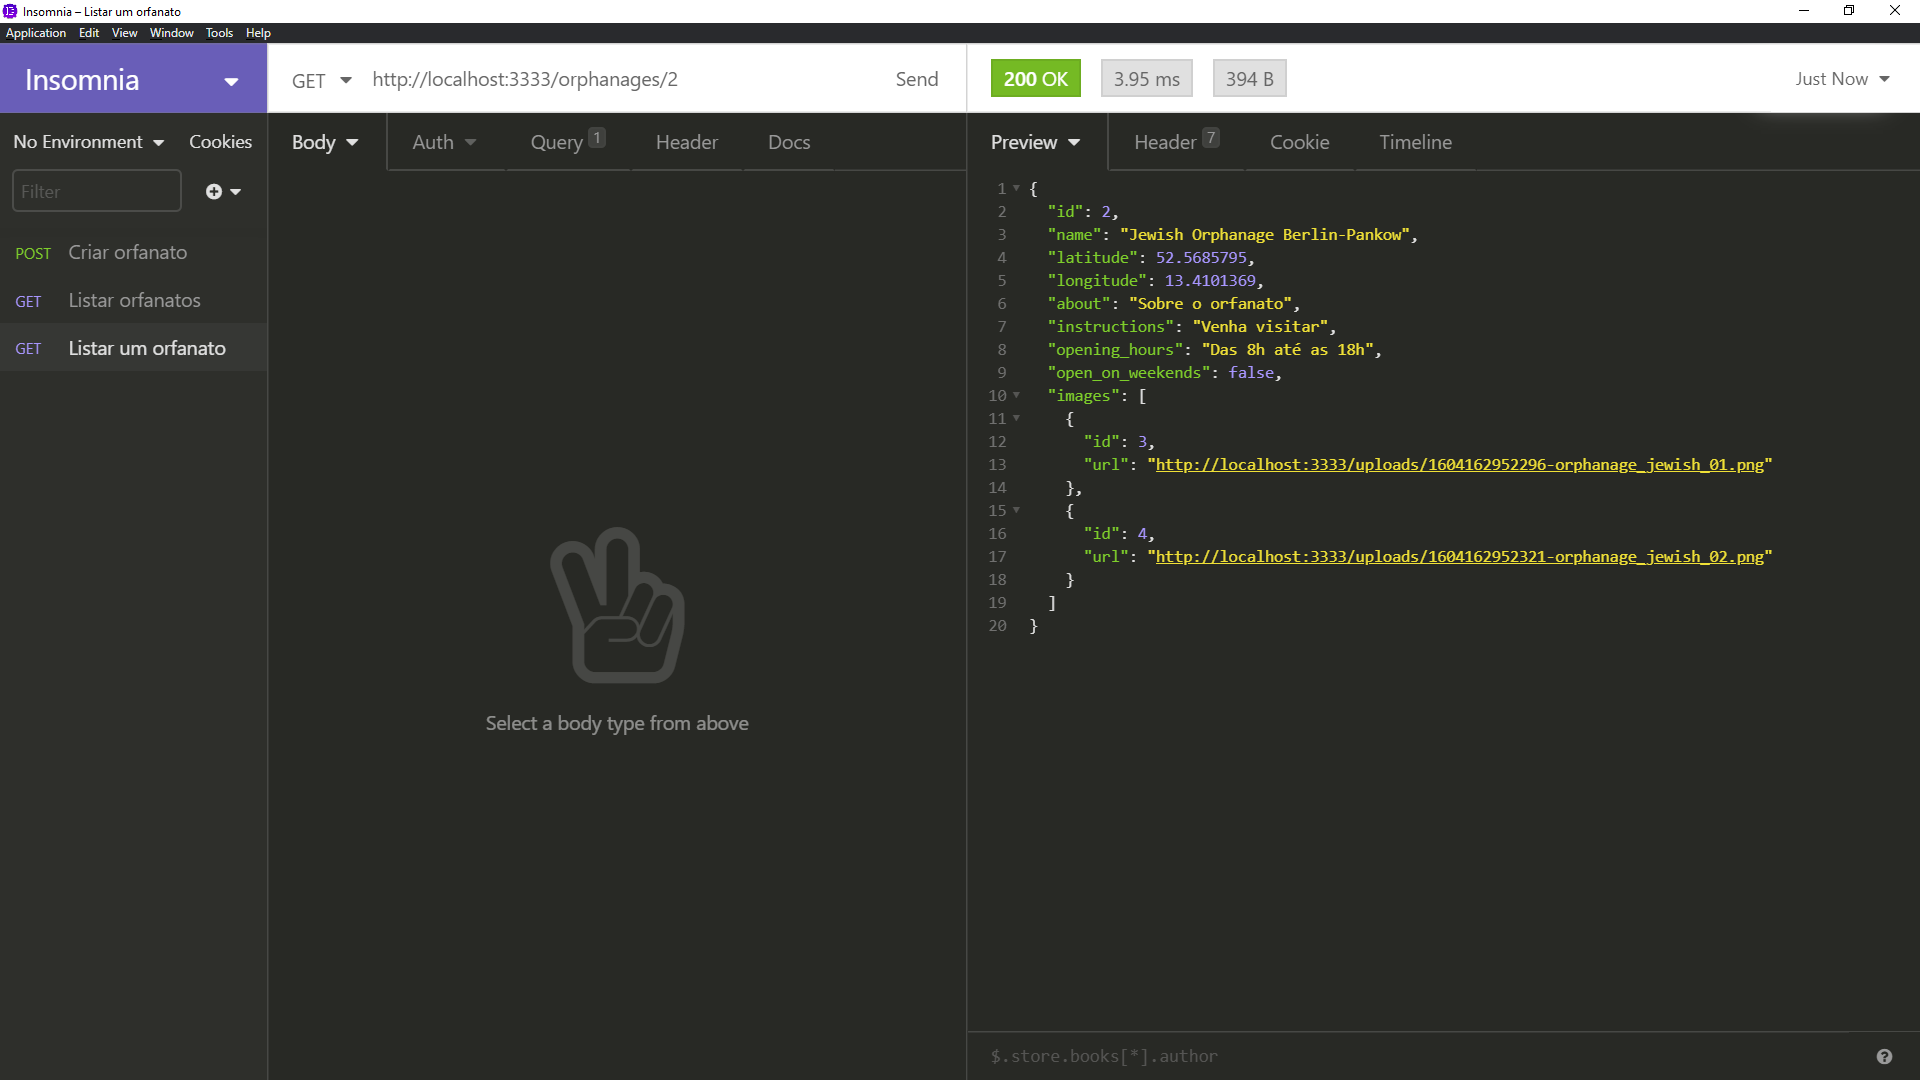 Insomnia – Listar um orfanato
Application Edit View Window Tools Help
Insomnia
GET http://localhost:3333/orphanages/2 Send
200 OK 3.95 ms 394 B Just Now
No Environment Cookies
Filter
POST Criar orfanato
GET Listar orfanatos
GET Listar um orfanato
Body Auth Query 1 Header Docs
Select a body type from above
Preview Header 7 Cookie Timeline
1 {
2 "id": 2,
3 "name": "Jewish Orphanage Berlin-Pankow",
4 "latitude": 52.5685795,
5 "longitude": 13.4101369,
6 "about": "Sobre o orfanato",
7 "instructions": "Venha visitar",
8 "opening_hours": "Das 8h até as 18h",
9 "open_on_weekends": false,
10 "images": [
11 {
12 "id": 3,
13 "url": "http://localhost:3333/uploads/1604162952296-orphanage_jewish_01.png"
14 },
15 {
16 "id": 4,
17 "url": "http://localhost:3333/uploads/1604162952321-orphanage_jewish_02.png"
18 }
19 ]
20 }
$.store.books[*].author